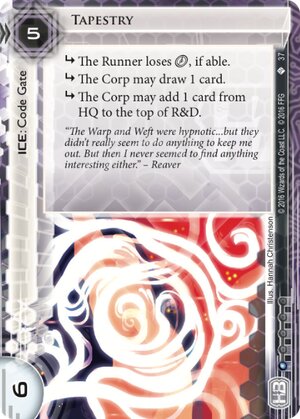 5
TAPESTRY
↳ The Runner loses , if able.
↳ The Corp may draw 1 card.
↳ The Corp may add 1 card from
HQ to the top of R&D.
"The Warp and Weft were hypnotic...but they
didn't really seem to do anything to keep me
out. But then I never seemed to find anything
interesting either." – Reaver
ICE: Code Gate
37
© 2016 Wizards of the Coast LLC. © 2016 FFG
Illus. Hannah Christenson
6
HB